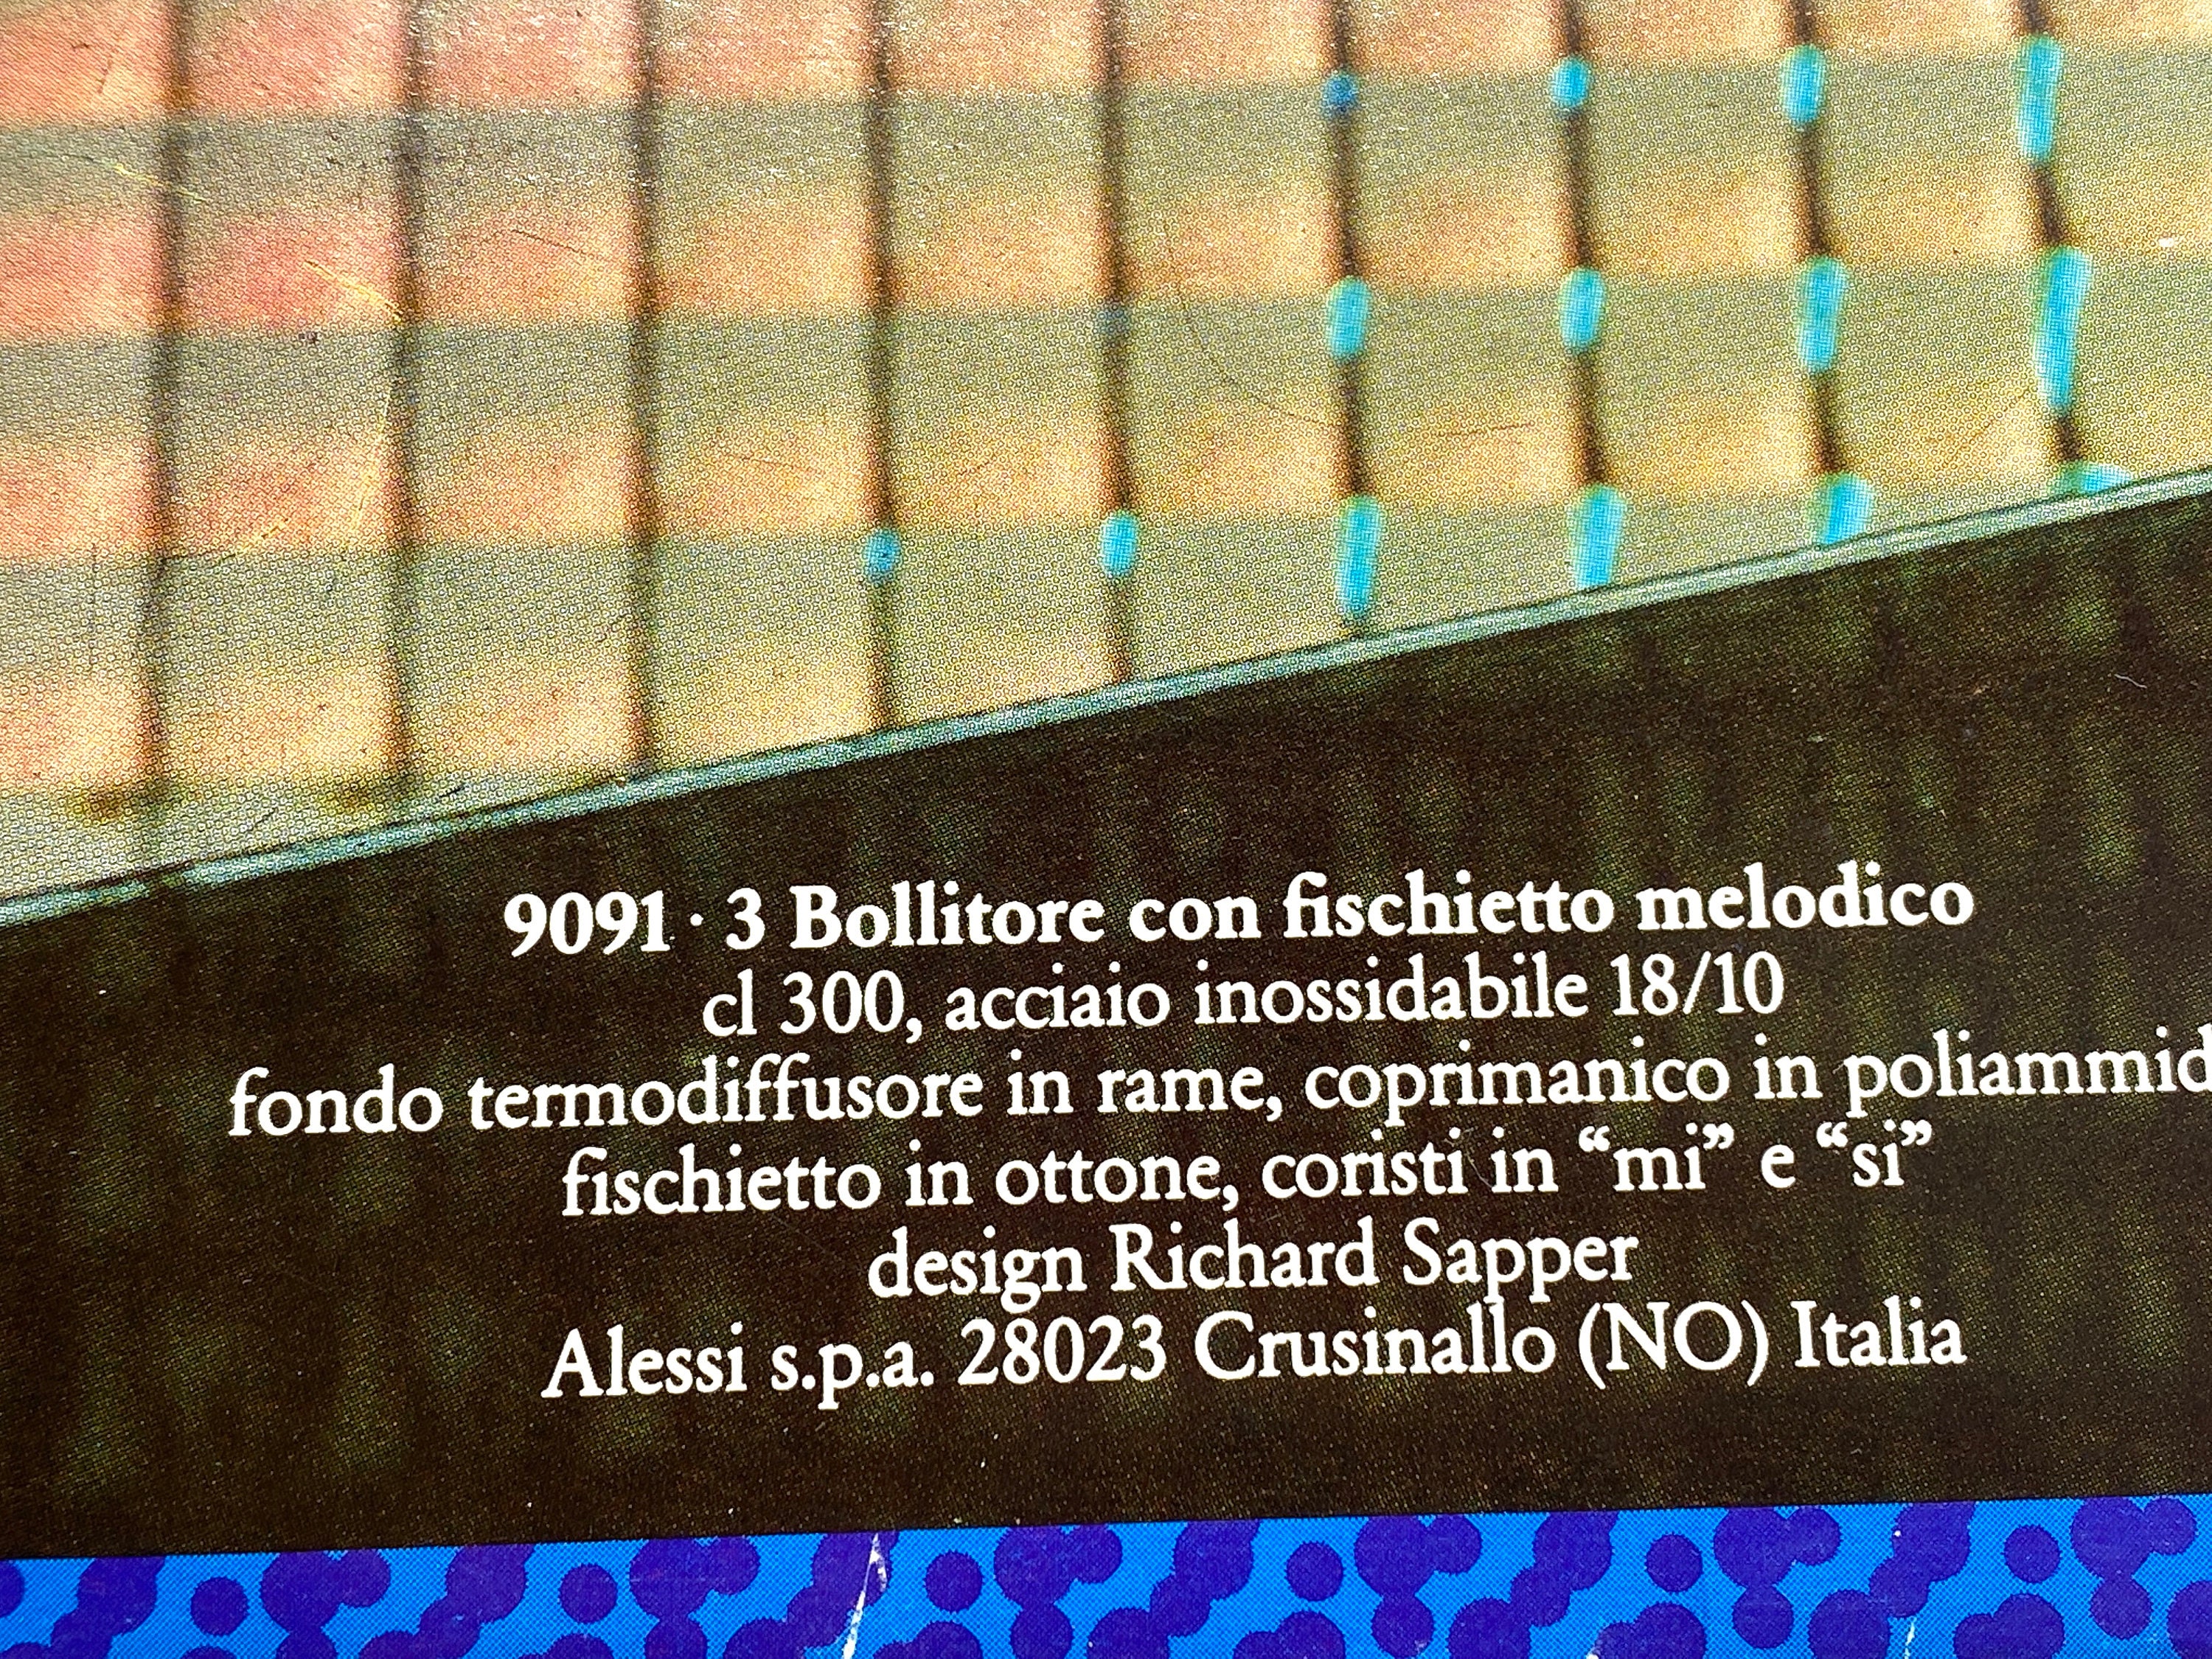 9091 · 3 Bollitore con fischietto melodico
cl 300, acciaio inossidabile 18/10
fondo termodiffusore in rame, coprimanico in poliammid
fischietto in ottone, coristi in “mi” e “si”
design Richard Sapper
Alessi s.p.a. 28023 Crusinallo (NO) Italia